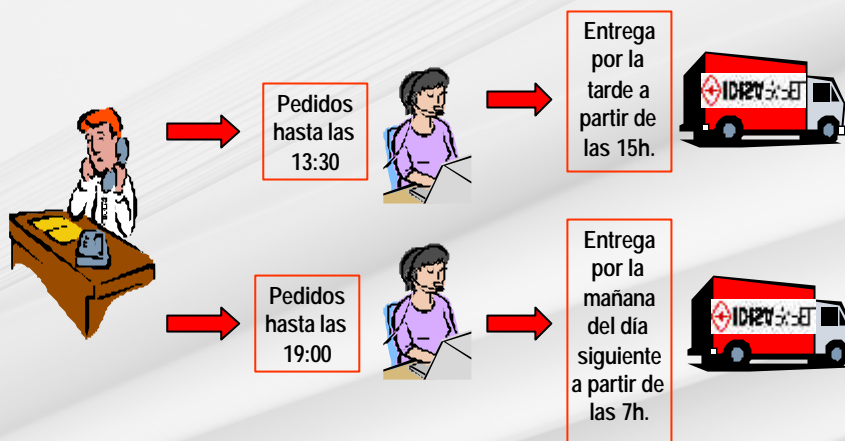 Pedidos
hasta las
13:30
Entrega
por la
tarde a
partir de
las 15h.
Pedidos
hasta las
19:00
Entrega
por la
mañana
del día
siguiente
a partir de
las 7h.